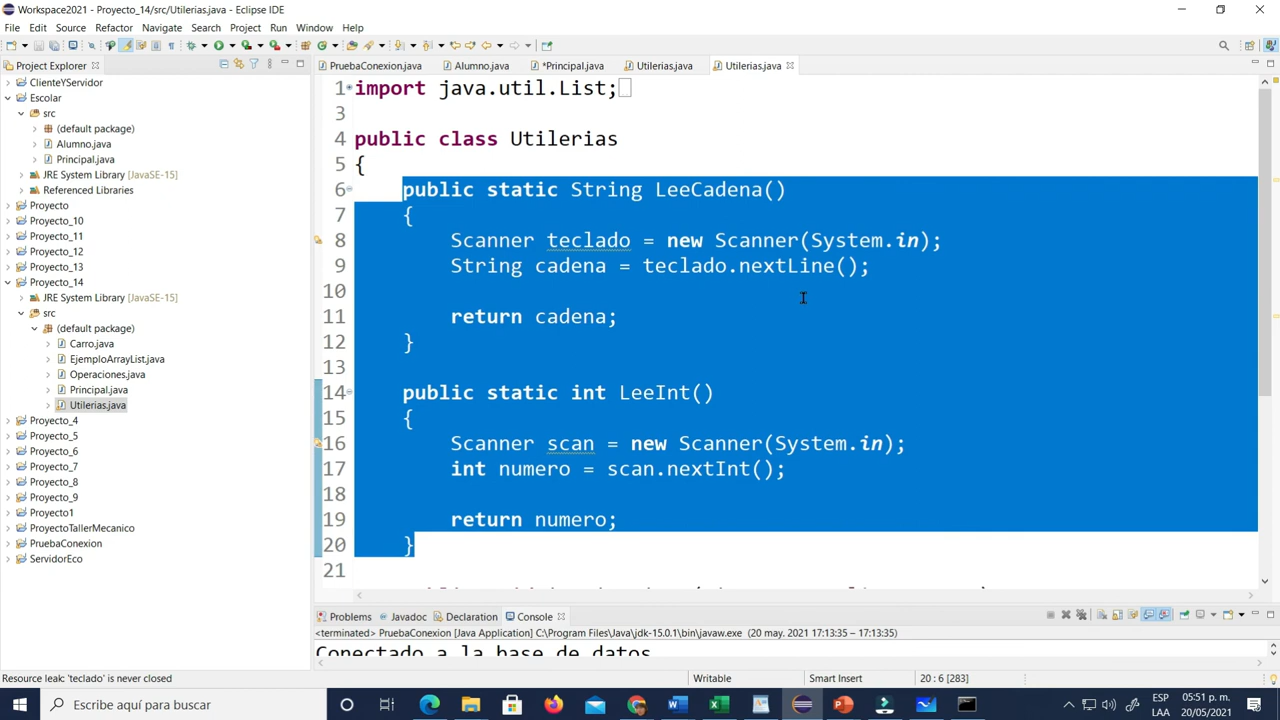 Workspace2021 - Proyecto_14/src/Utilerias.java - Eclipse IDE
File Edit Source Refactor Navigate Search Project Run Window Help
Project Explorer
PruebaConexion.java Alumno.java *Principal.java Utilerias.java Utilerias.java
ClienteYServidor
Escolar
src
(default package)
Alumno.java
Principal.java
JRE System Library [JavaSE-15]
Referenced Libraries
Proyecto
Proyecto_10
Proyecto_11
Proyecto_12
Proyecto_13
Proyecto_14
JRE System Library [JavaSE-15]
src
(default package)
Carro.java
EjemploArrayList.java
Operaciones.java
Principal.java
Utilerias.java
Proyecto_4
Proyecto_5
Proyecto_6
Proyecto_7
Proyecto_8
Proyecto_9
Proyecto1
ProyectoTallerMecanico
PruebaConexion
ServidorEco
1 import java.util.List;
3
4 public class Utilerias
5 {
6 public static String LeeCadena()
7 {
8 Scanner teclado = new Scanner(System.in);
9 String cadena = teclado.nextLine();
10
11 return cadena;
12 }
13
14 public static int LeeInt()
15 {
16 Scanner scan = new Scanner(System.in);
17 int numero = scan.nextInt();
18
19 return numero;
20 }
21
Problems Javadoc Declaration Console
<terminated> PruebaConexion [Java Application] C:\Program Files\Java\jdk-15.0.1\bin\javaw.exe (20 may. 2021 17:13:35 – 17:13:35)
Conectado a la base de datos
Resource leak: 'teclado' is never closed Writable Smart Insert 20 : 6 [283]
Escribe aquí para buscar
ESP 05:51 p. m.
LAA 20/05/2021